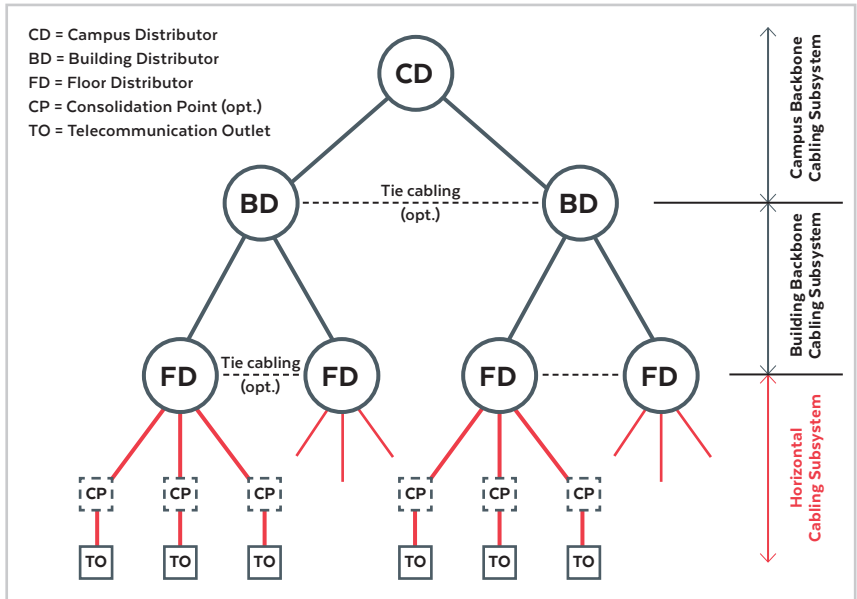 CD = Campus Distributor
BD = Building Distributor
FD = Floor Distributor
CP = Consolidation Point (opt.)
TO = Telecommunication Outlet
CD
Campus Backbone
Cabling Subsystem
BD
Tie cabling
(opt.)
BD
Building Backbone
Cabling Subsystem
FD
Tie cabling
(opt.)
FD
FD
FD
Horizontal
Cabling Subsystem
CP
CP
CP
CP
CP
CP
TO
TO
TO
TO
TO
TO